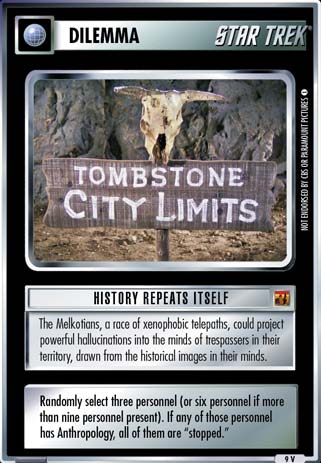 DILEMMA
STAR TREK
TOMBSTONE
CITY LIMITS
NOT ENDORSED BY CBS OR PARAMOUNT PICTURES
HISTORY REPEATS ITSELF
The Melkotians, a race of xenophobic telepaths, could project
powerful hallucinations into the minds of trespassers in their
territory, drawn from the historical images in their minds.
Randomly select three personnel (or six personnel if more
than nine personnel present). If any of those personnel
has Anthropology, all of them are “stopped.”
9 V